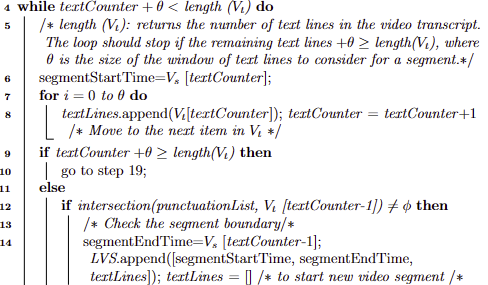 4 while textCounter + θ < length (Vt) do
5 /* length (Vt): returns the number of text lines in the video transcript.
The loop should stop if the remaining text lines +θ ≥ length(Vt), where
θ is the size of the window of text lines to consider for a segment.*/
6 segmentStartTime=Vs [textCounter];
7 for i = 0 to θ do
8 textLines.append(Vt[textCounter]); textCounter = textCounter+1
/* Move to the next item in Vt */
9 if textCounter +θ ≥ length(Vt) then
10 go to step 19;
11 else
12 if intersection(punctuationList, Vt [textCounter-1]) ≠ ϕ then
13 /* Check the segment boundary/*
14 segmentEndTime=Vs [textCounter-1];
LVS.append([segmentStartTime, segmentEndTime,
textLines]); textLines = [] /* to start new video segment /*